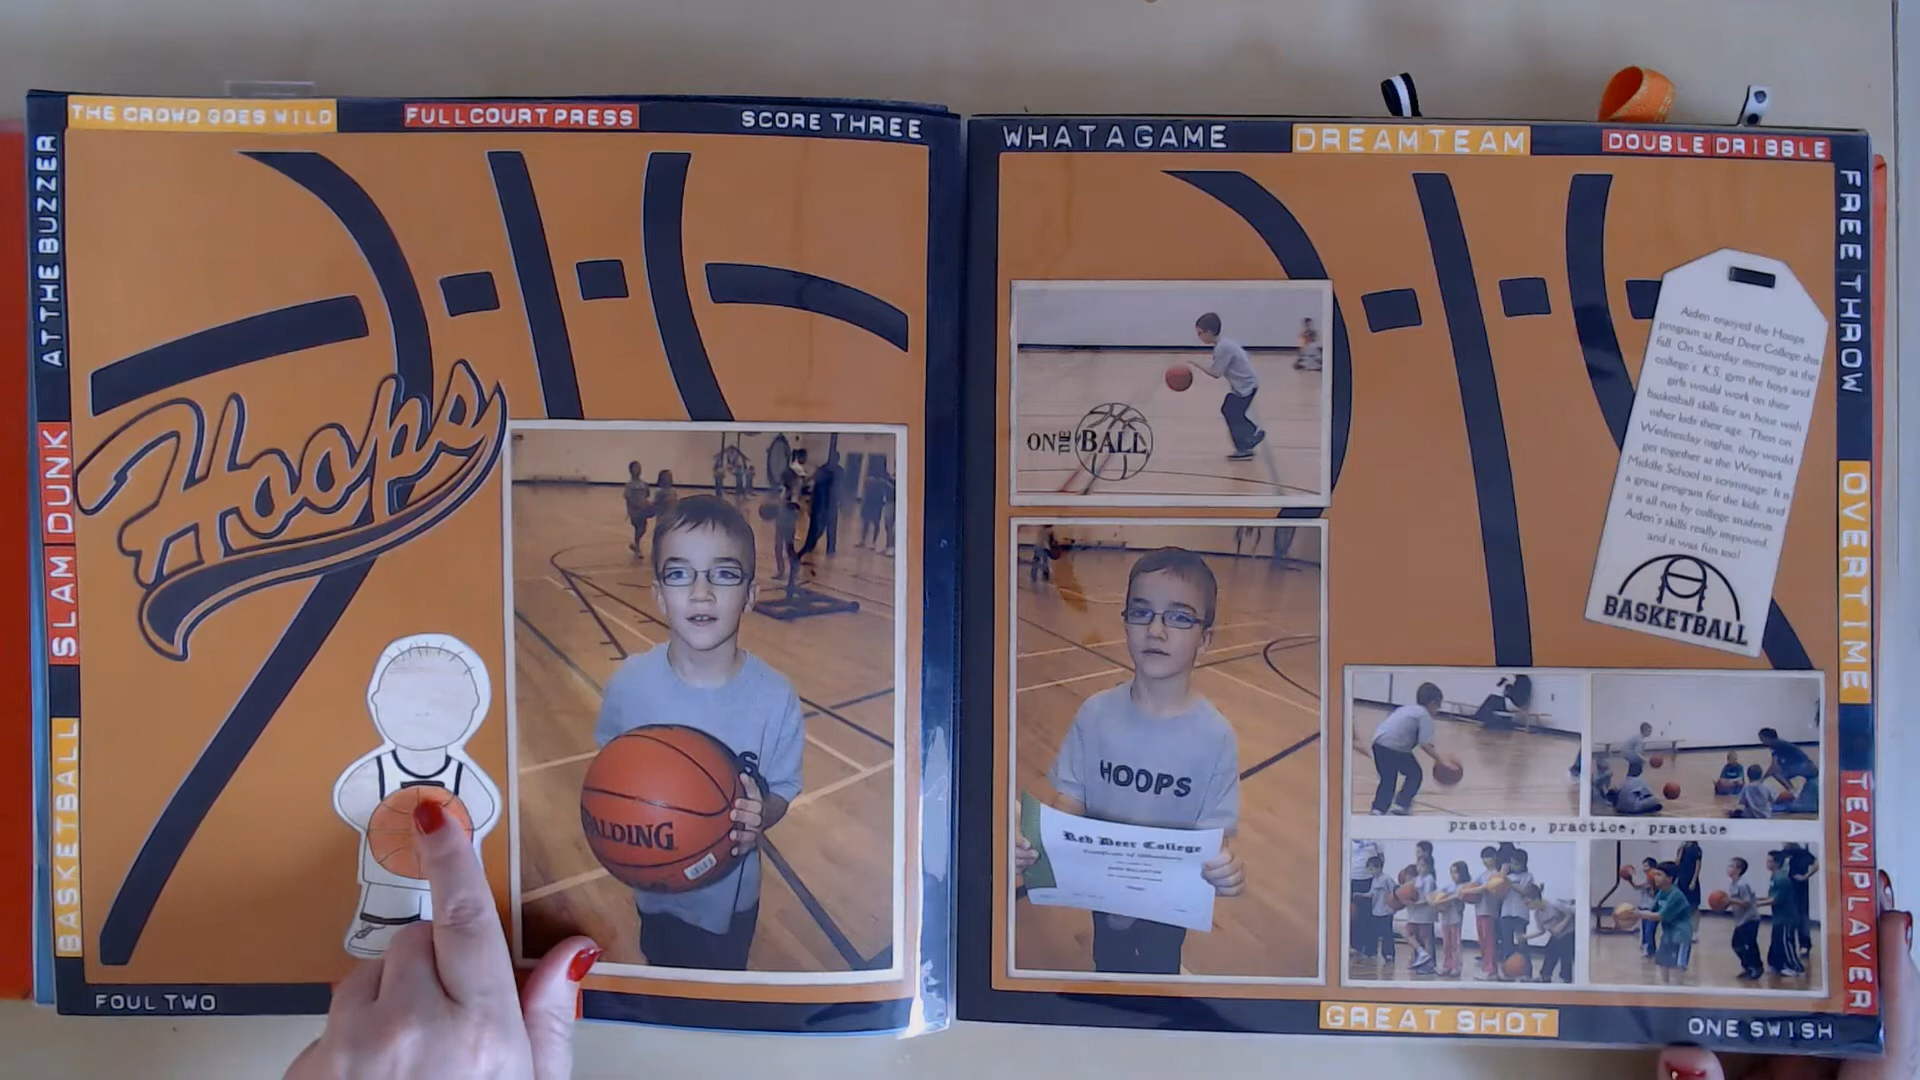 THE CROWD GOES WILD
FULL COURT PRESS
SCORE THREE
AT THE BUZZER
SLAM DUNK
BASKETBALL
Hoops
S
SPALDING
FOUL TWO
WHAT A GAME
DREAM TEAM
DOUBLE DRIBBLE
FREE THROW
OVERTIME
TEAM PLAYER
ON THE BALL
HOOPS
Red Deer College
Aiden enjoyed the Hoops
program at Red Deer College this
fall. On Saturday mornings at the
college's K.S. gym the boys and
girls would work on their
basketball skills for an hour with
other kids their age. Then on
Wednesday nights, they would
get together at the Westpark
Middle School to scrimmage. It is
a great program for the kids, and
it is all run by college students.
Aiden's skills really improved,
and it was fun too!
BASKETBALL
practice, practice, practice
GREAT SHOT
ONE SWISH